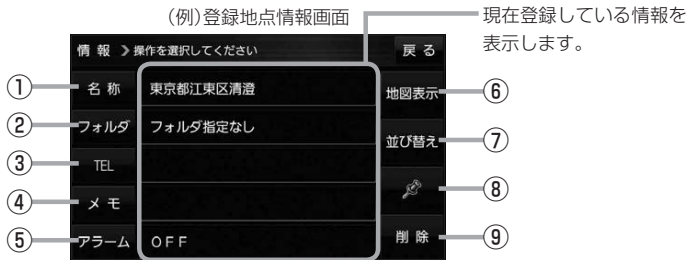 (例)登録地点情報画面
現在登録している情報を
表示します。
情 報 操作を選択してください 戻 る
① 名 称 東京都江東区清澄 地図表示 ⑥
② フォルダ フォルダ指定なし 並び替え ⑦
③ TEL ⑧
④ メ モ
⑤ アラーム OFF 削 除 ⑨